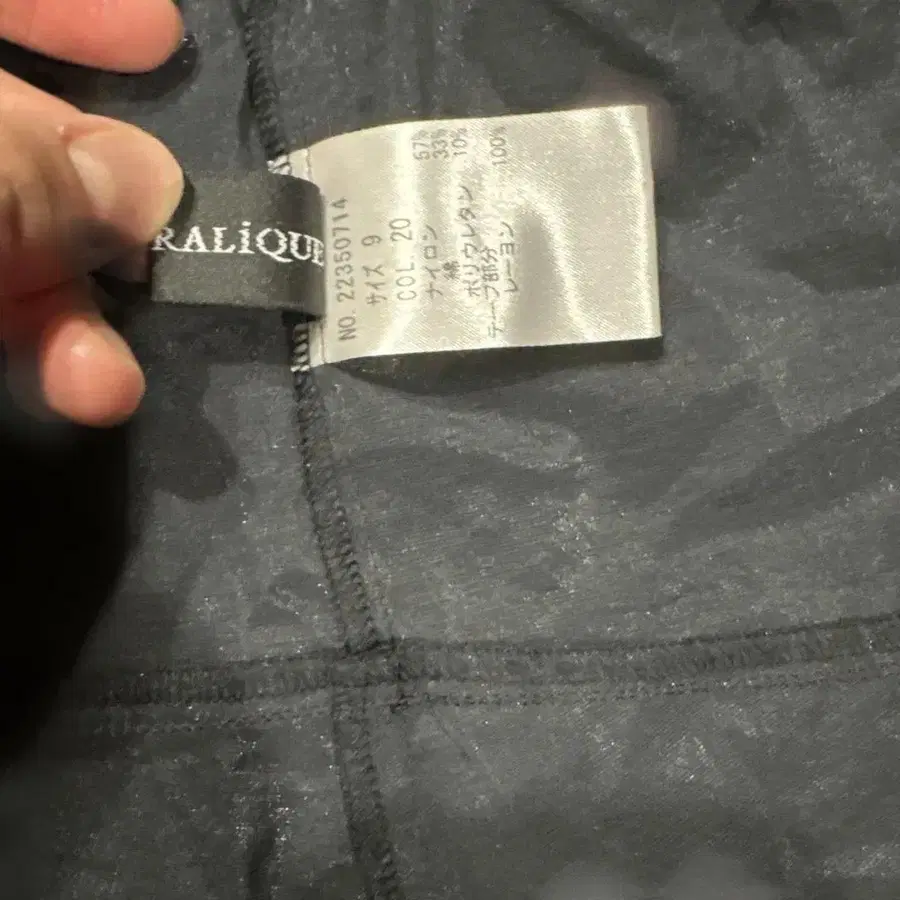 RALiQUE
NO. 22350714
サイズ 9
COL. 20
ナイロン 57%
綿 33%
ポリウレタン 10%
テープ部分
レーヨン 100%